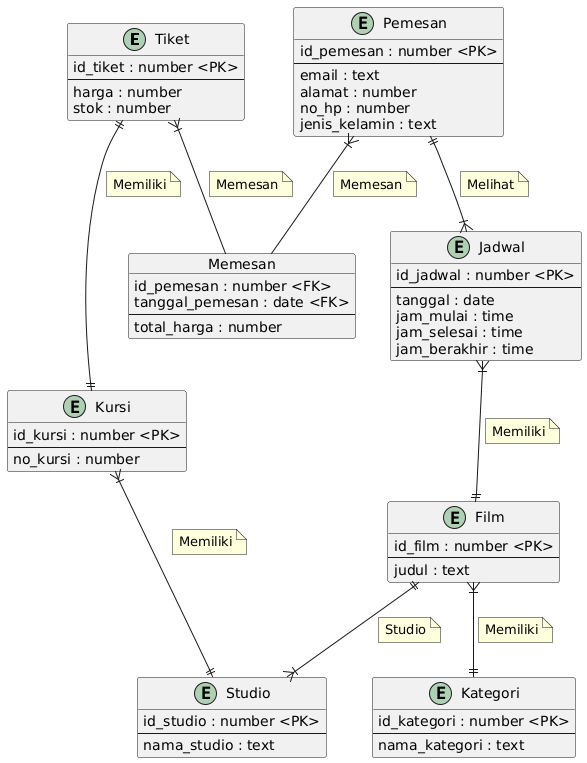 E Tiket
id_tiket : number <PK>
harga : number
stok : number
E Pemesan
id_pemesan : number <PK>
email : text
alamat : number
no_hp : number
jenis_kelamin : text
Memiliki
Memesan
Memesan
Melihat
Memesan
id_pemesan : number <FK>
tanggal_pemesan : date <FK>
total_harga : number
E Jadwal
id_jadwal : number <PK>
tanggal : date
jam_mulai : time
jam_selesai : time
jam_berakhir : time
E Kursi
id_kursi : number <PK>
no_kursi : number
Memiliki
E Film
id_film : number <PK>
judul : text
Memiliki
Studio
Memiliki
E Studio
id_studio : number <PK>
nama_studio : text
E Kategori
id_kategori : number <PK>
nama_kategori : text